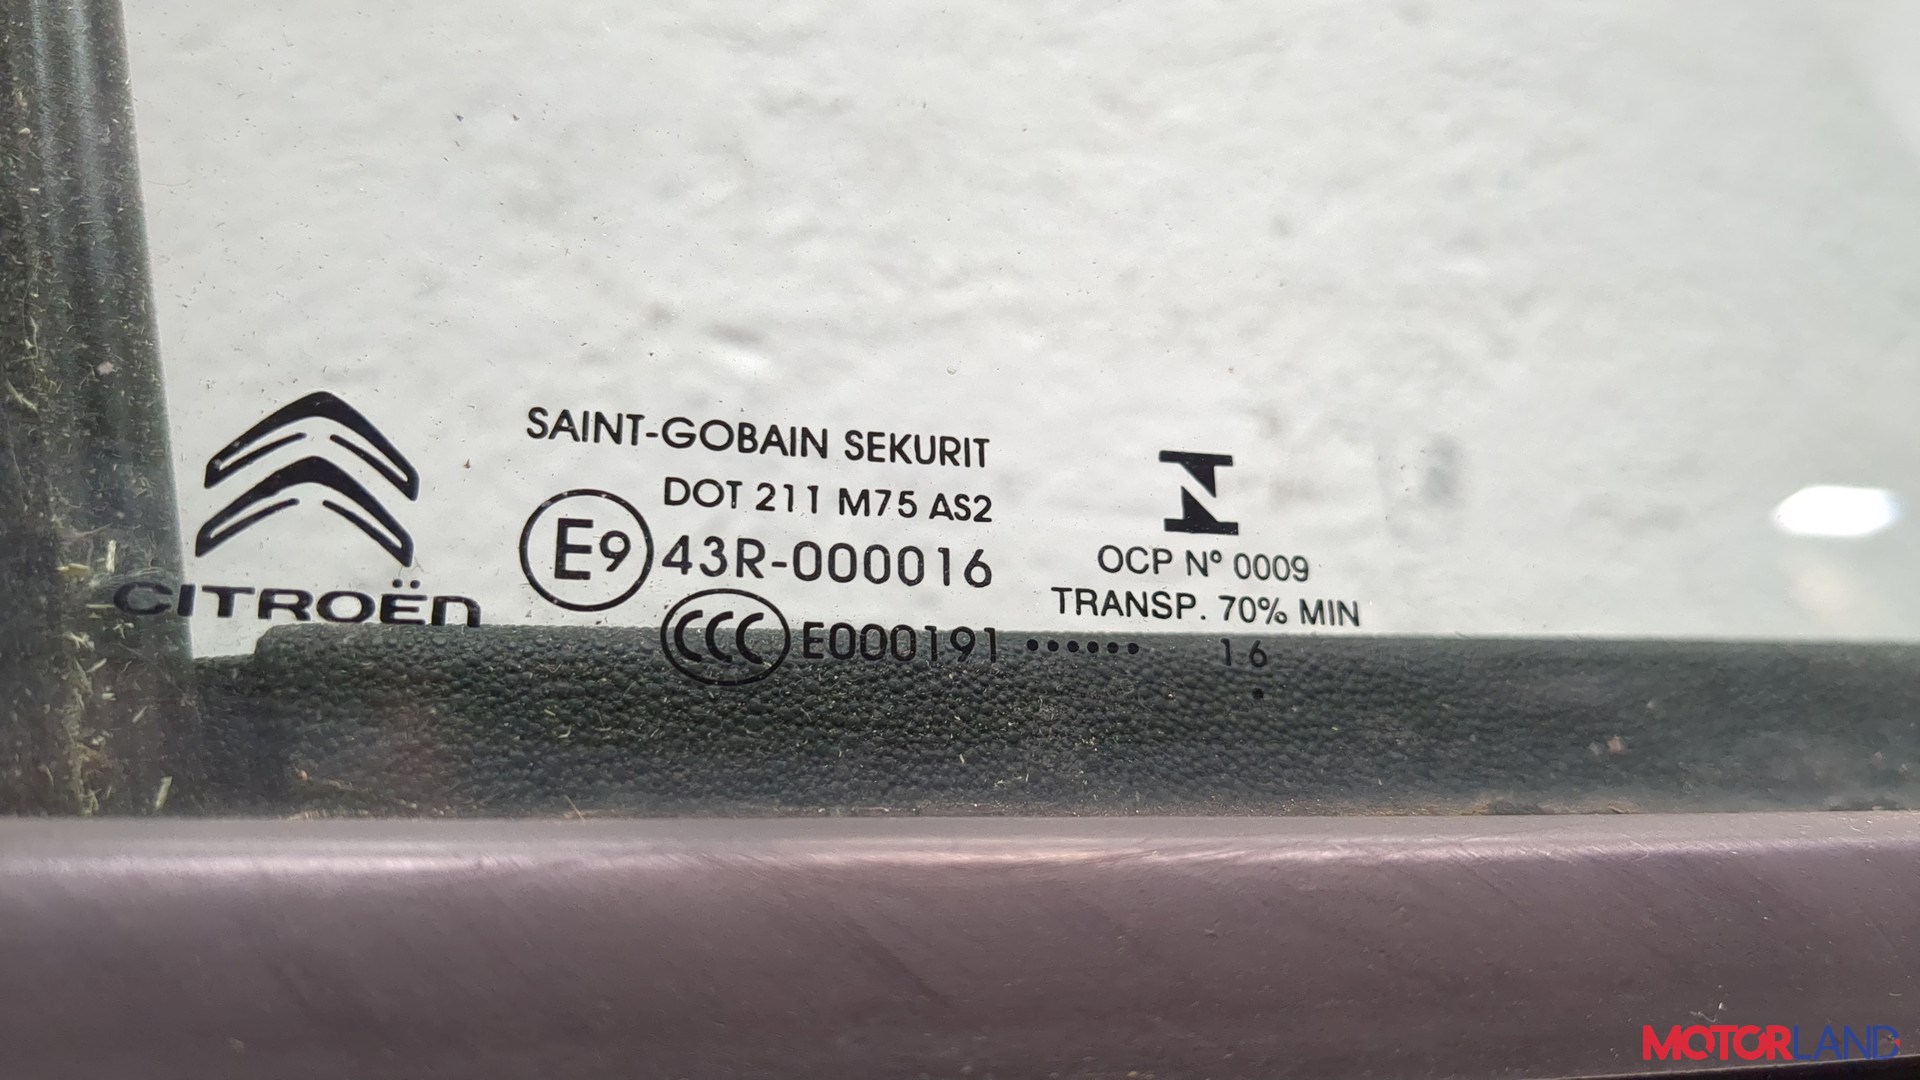 CITROËN
SAINT-GOBAIN SEKURIT
DOT 211 M75 AS2
E9 43R-000016
CCC E000191 ······ 16
.
OCP Nº 0009
TRANSP. 70% MIN
MOTORLAND